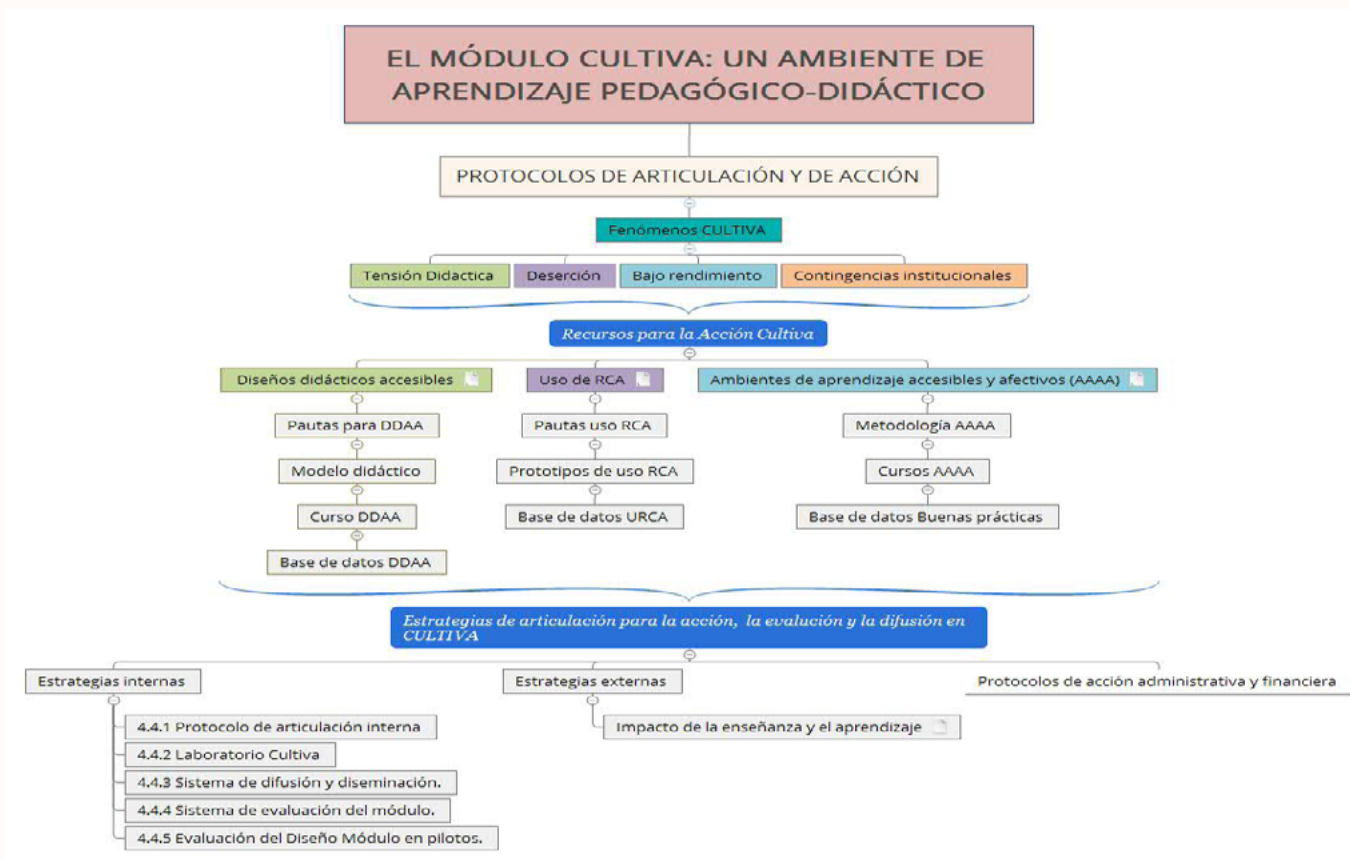 EL MÓDULO CULTIVA: UN AMBIENTE DE
APRENDIZAJE PEDAGÓGICO-DIDÁCTICO
PROTOCOLOS DE ARTICULACIÓN Y DE ACCIÓN
Fenómenos CULTIVA
Tensión Didactica
Deserción
Bajo rendimiento
Contingencias institucionales
Recursos para la Acción Cultiva
Diseños didácticos accesibles
Uso de RCA
Ambientes de aprendizaje accesibles y afectivos (AAAA)
Pautas para DDAA
Pautas uso RCA
Metodología AAAA
Modelo didáctico
Prototipos de uso RCA
Cursos AAAA
Curso DDAA
Base de datos URCA
Base de datos Buenas prácticas
Base de datos DDAA
Estrategias de articulación para la acción, la evalución y la difusión en
CULTIVA
Estrategias internas
Estrategias externas
Protocolos de acción administrativa y financiera
4.4.1 Protocolo de articulación interna
Impacto de la enseñanza y el aprendizaje
4.4.2 Laboratorio Cultiva
4.4.3 Sistema de difusión y diseminación.
4.4.4 Sistema de evaluación del módulo.
4.4.5 Evaluación del Diseño Módulo en pilotos.